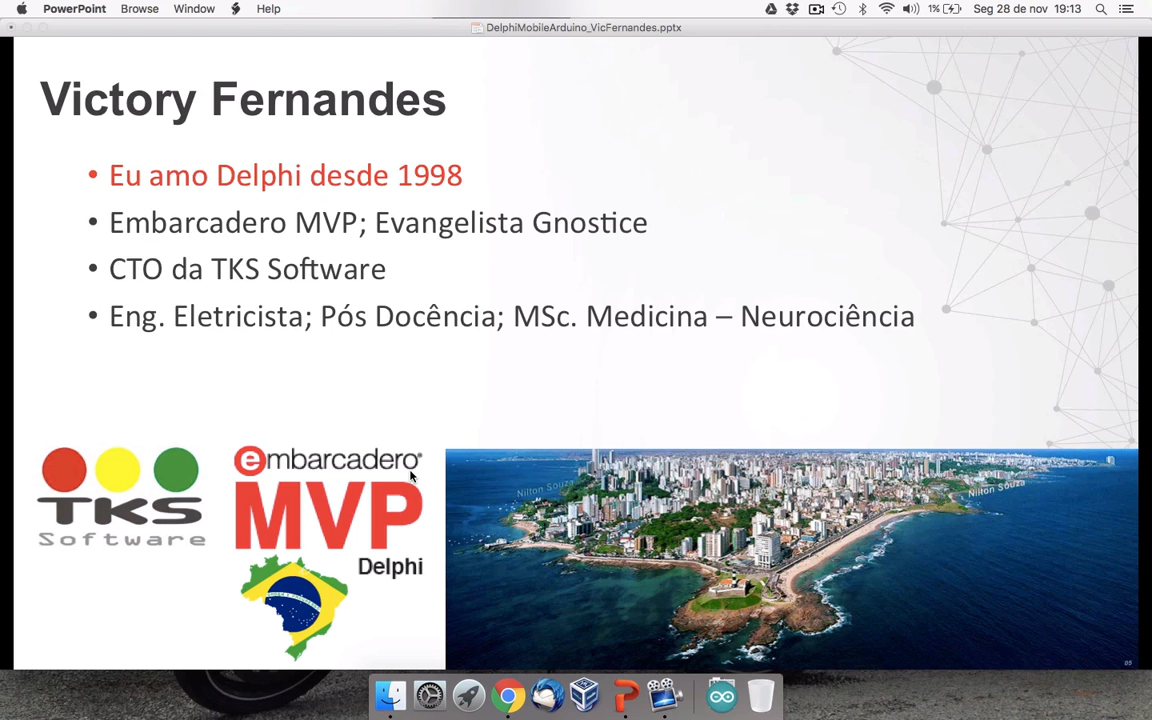 PowerPoint Browse Window Help 1% Seg 28 de nov 19:13
DelphiMobileArduino_VicFernandes.pptx
Victory Fernandes
• Eu amo Delphi desde 1998
• Embarcadero MVP; Evangelista Gnostice
• CTO da TKS Software
• Eng. Eletricista; Pós Docência; MSc. Medicina – Neurociência
TKS
Software
embarcadero®
MVP
Delphi
Nilton Souza
Nilton Souza
05